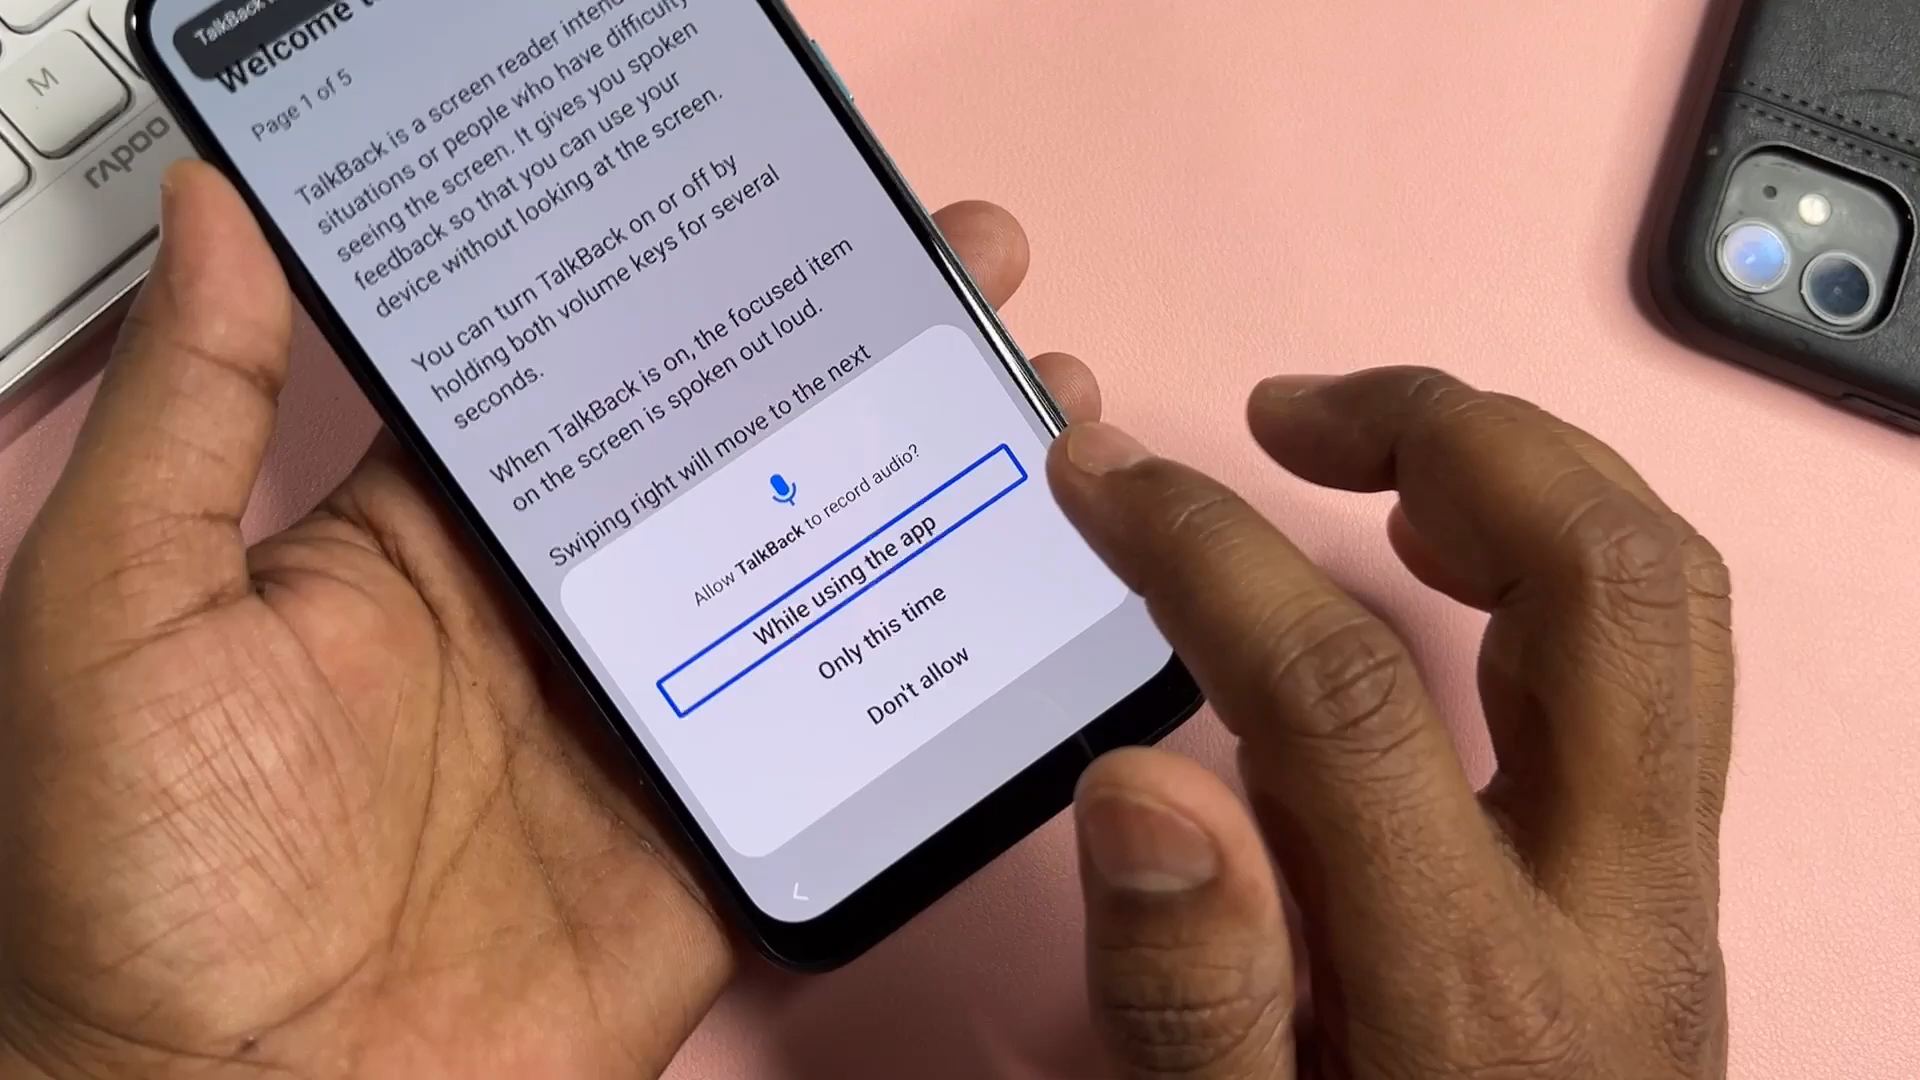 M
rapoo
TalkBack
Welcome
Page 1 of 5
TalkBack is a screen reader
situations or people who have difficulty
seeing the screen. It gives you spoken
feedback so that you can use your
device without looking at the screen.
You can turn TalkBack on or off by
holding both volume keys for several
seconds.
When TalkBack is on, the focused item
on the screen is spoken out loud.
Swiping right will move to the next
Allow TalkBack to record audio?
While using the app
Only this time
Don't allow